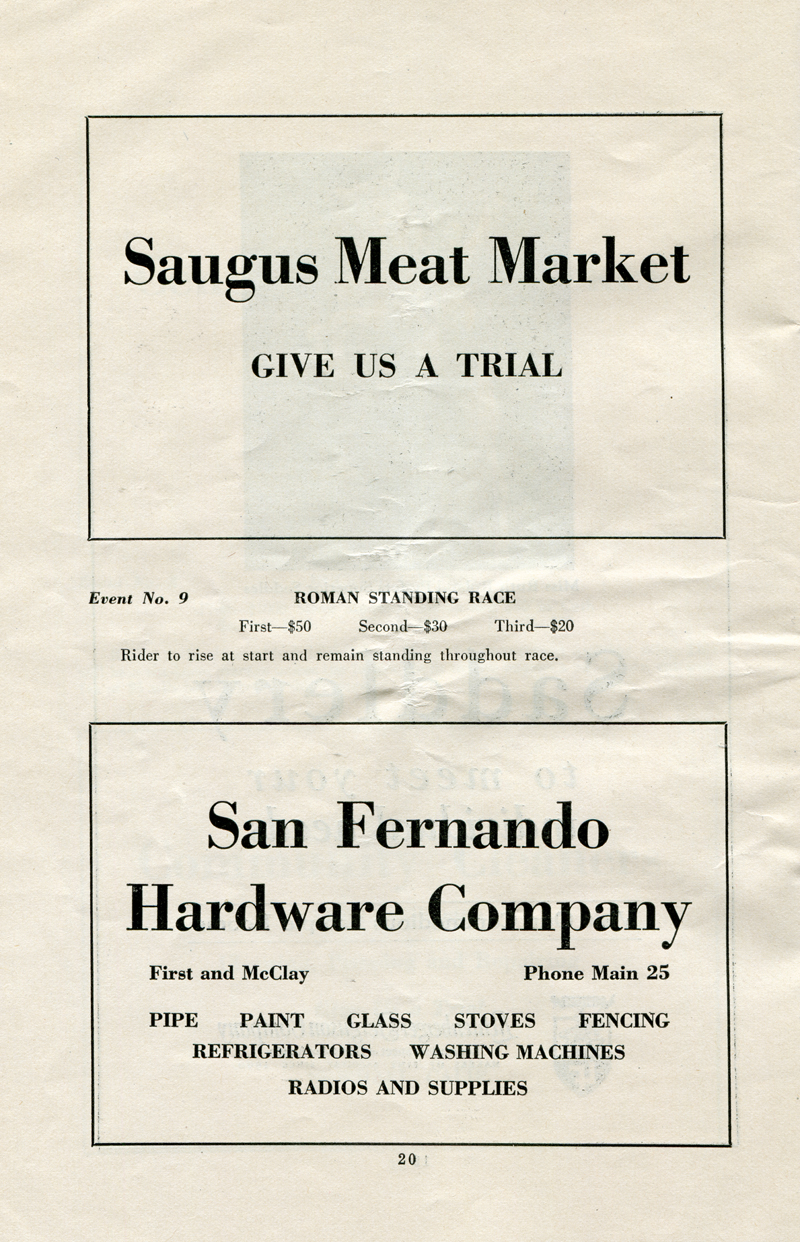 Saugus Meat Market
GIVE US A TRIAL
Event No. 9 ROMAN STANDING RACE
First—$50 Second—$30 Third—$20
Rider to rise at start and remain standing throughout race.
San Fernando
Hardware Company
First and McClay Phone Main 25
PIPE PAINT GLASS STOVES FENCING
REFRIGERATORS WASHING MACHINES
RADIOS AND SUPPLIES
20